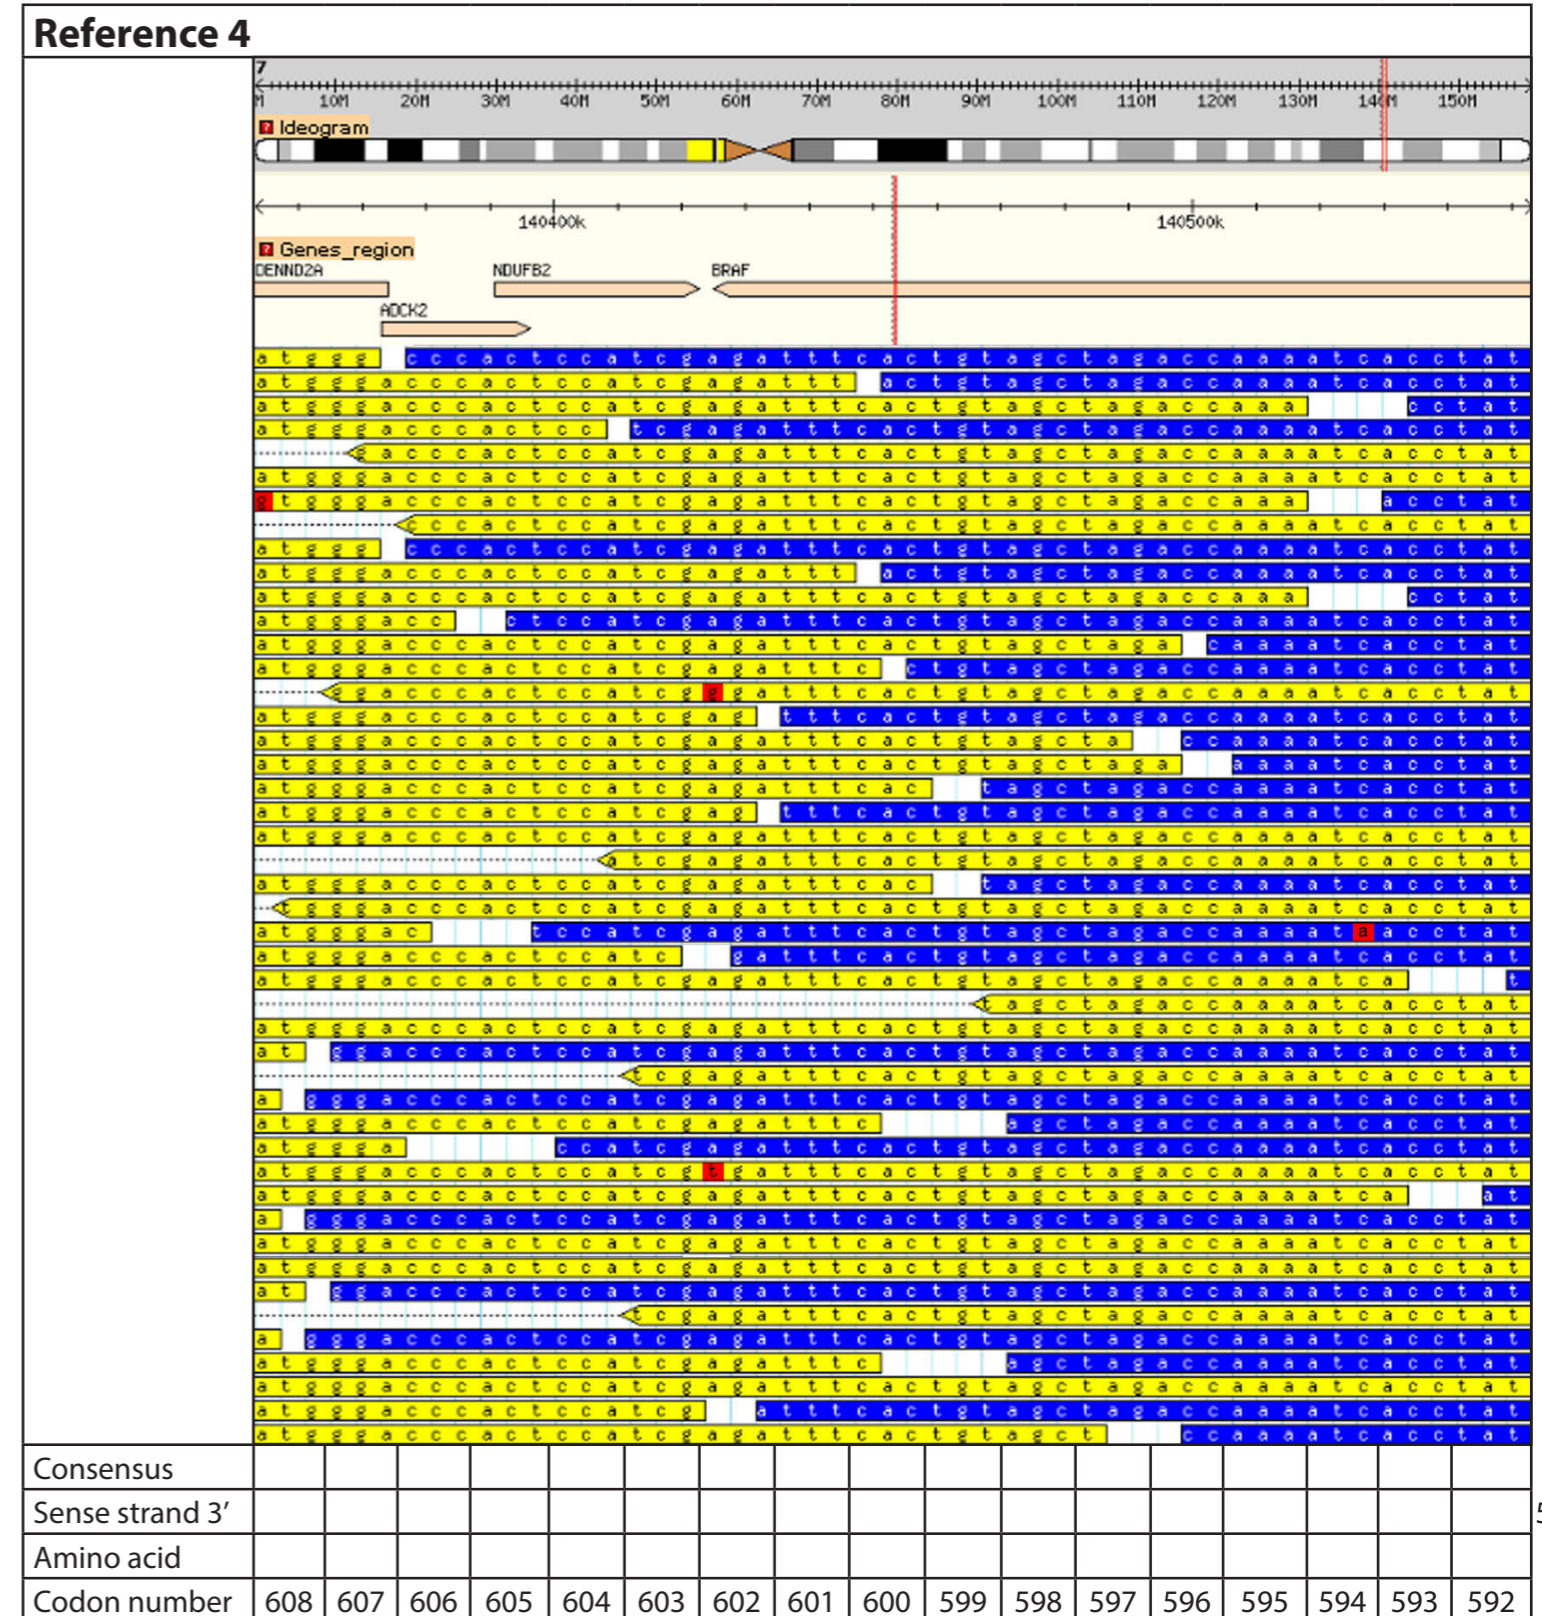 Reference 4
7
M 10M 20M 30M 40M 50M 60M 70M 80M 90M 100M 110M 120M 130M 140M 150M
? Ideogram
140400k 140500k
? Genes_region
DENND2A NDUFB2 BRAF
ADCK2
a t g g g c c c a c t c c a t c g a g a t t t c a c t g t a g c t a g a c c a a a a t c a c c t a t
a t g g g a c c c a c t c c a t c g a g a t t t a c t g t a g c t a g a c c a a a a t c a c c t a t
a t g g g a c c c a c t c c a t c g a g a t t t c a c t g t a g c t a g a c c a a a c c t a t
a t g g g a c c c a c t c c t c g a g a t t t c a c t g t a g c t a g a c c a a a a t c a c c t a t
g a c c c a c t c c a t c g a g a t t t c a c t g t a g c t a g a c c a a a a t c a c c t a t
a t g g g a c c c a c t c c a t c g a g a t t t c a c t g t a g c t a g a c c a a a a t c a c c t a t
g t g g g a c c c a c t c c a t c g a g a t t t c a c t g t a g c t a g a c c a a a a c c t a t
c c c a c t c c a t c g a g a t t t c a c t g t a g c t a g a c c a a a a t c a c c t a t
a t g g g c c c a c t c c a t c g a g a t t t c a c t g t a g c t a g a c c a a a a t c a c c t a t
a t g g g a c c c a c t c c a t c g a g a t t t a c t g t a g c t a g a c c a a a a t c a c c t a t
a t g g g a c c c a c t c c a t c g a g a t t t c a c t g t a g c t a g a c c a a a c c t a t
a t g g g a c c c t c c a t c g a g a t t t c a c t g t a g c t a g a c c a a a a t c a c c t a t
a t g g g a c c c a c t c c a t c g a g a t t t c a c t g t a g c t a g a c a a a a t c a c c t a t
a t g g g a c c c a c t c c a t c g a g a t t t c c t g t a g c t a g a c c a a a a t c a c c t a t
g g a c c c a c t c c a t c g g g a t t t c a c t g t a g c t a g a c c a a a a t c a c c t a t
a t g g g a c c c a c t c c a t c g a g t t t c a c t g t a g c t a g a c c a a a a t c a c c t a t
a t g g g a c c c a c t c c a t c g a g a t t t c a c t g t a g c t a c c a a a a t c a c c t a t
a t g g g a c c c a c t c c a t c g a g a t t t c a c t g t a g c t a g a a a a a t c a c c t a t
a t g g g a c c c a c t c c a t c g a g a t t t c a c t a g c t a g a c c a a a a t c a c c t a t
a t g g g a c c c a c t c c a t c g a g t t t c a c t g t a g c t a g a c c a a a a t c a c c t a t
a t g g g a c c c a c t c c a t c g a g a t t t c a c t g t a g c t a g a c c a a a a t c a c c t a t
a t c g a g a t t t c a c t g t a g c t a g a c c a a a a t c a c c t a t
a t g g g a c c c a c t c c a t c g a g a t t t c a c t a g c t a g a c c a a a a t c a c c t a t
t g g g a c c c a c t c c a t c g a g a t t t c a c t g t a g c t a g a c c a a a a t c a c c t a t
a t g g g a c t c c a t c g a g a t t t c a c t g t a g c t a g a c c a a a a t a a c c t a t
a t g g g a c c c a c t c c a t c g a t t t c a c t g t a g c t a g a c c a a a a t c a c c t a t
a t g g g a c c c a c t c c a t c g a g a t t t c a c t g t a g c t a g a c c a a a a t c a t
t a g c t a g a c c a a a a t c a c c t a t
a t g g g a c c c a c t c c a t c g a g a t t t c a c t g t a g c t a g a c c a a a a t c a c c t a t
a t g g a c c c a c t c c a t c g a g a t t t c a c t g t a g c t a g a c c a a a a t c a c c t a t
t c g a g a t t t c a c t g t a g c t a g a c c a a a a t c a c c t a t
a g g g a c c c a c t c c a t c g a g a t t t c a c t g t a g c t a g a c c a a a a t c a c c t a t
a t g g g a c c c a c t c c a t c g a g a t t t c a g c t a g a c c a a a a t c a c c t a t
a t g g g a c c a t c g a g a t t t c a c t g t a g c t a g a c c a a a a t c a c c t a t
a t g g g a c c c a c t c c a t c g t g a t t t c a c t g t a g c t a g a c c a a a a t c a c c t a t
a t g g g a c c c a c t c c a t c g a g a t t t c a c t g t a g c t a g a c c a a a a t c a a t
a g g g a c c c a c t c c a t c g a g a t t t c a c t g t a g c t a g a c c a a a a t c a c c t a t
a t g g g a c c c a c t c c a t c g a g a t t t c a c t g t a g c t a g a c c a a a a t c a c c t a t
a t g g g a c c c a c t c c a t c g a g a t t t c a c t g t a g c t a g a c c a a a a t c a c c t a t
a t g g a c c c a c t c c a t c g a g a t t t c a c t g t a g c t a g a c c a a a a t c a c c t a t
t c g a g a t t t c a c t g t a g c t a g a c c a a a a t c a c c t a t
a g g g a c c c a c t c c a t c g a g a t t t c a c t g t a g c t a g a c c a a a a t c a c c t a t
a t g g g a c c c a c t c c a t c g a g a t t t c a g c t a g a c c a a a a t c a c c t a t
a t g g g a c c c a c t c c a t c g a g a t t t c a c t g t a g c t a g a c c a a a a t c a c c t a t
a t g g g a c c c a c t c c a t c g a t t t c a c t g t a g c t a g a c c a a a a t c a c c t a t
a t g g g a c c c a c t c c a t c g a g a t t t c a c t g t a g c t c c a a a a t c a c c t a t
Consensus
Sense strand 3′
Amino acid
Codon number 608 607 606 605 604 603 602 601 600 599 598 597 596 595 594 593 592